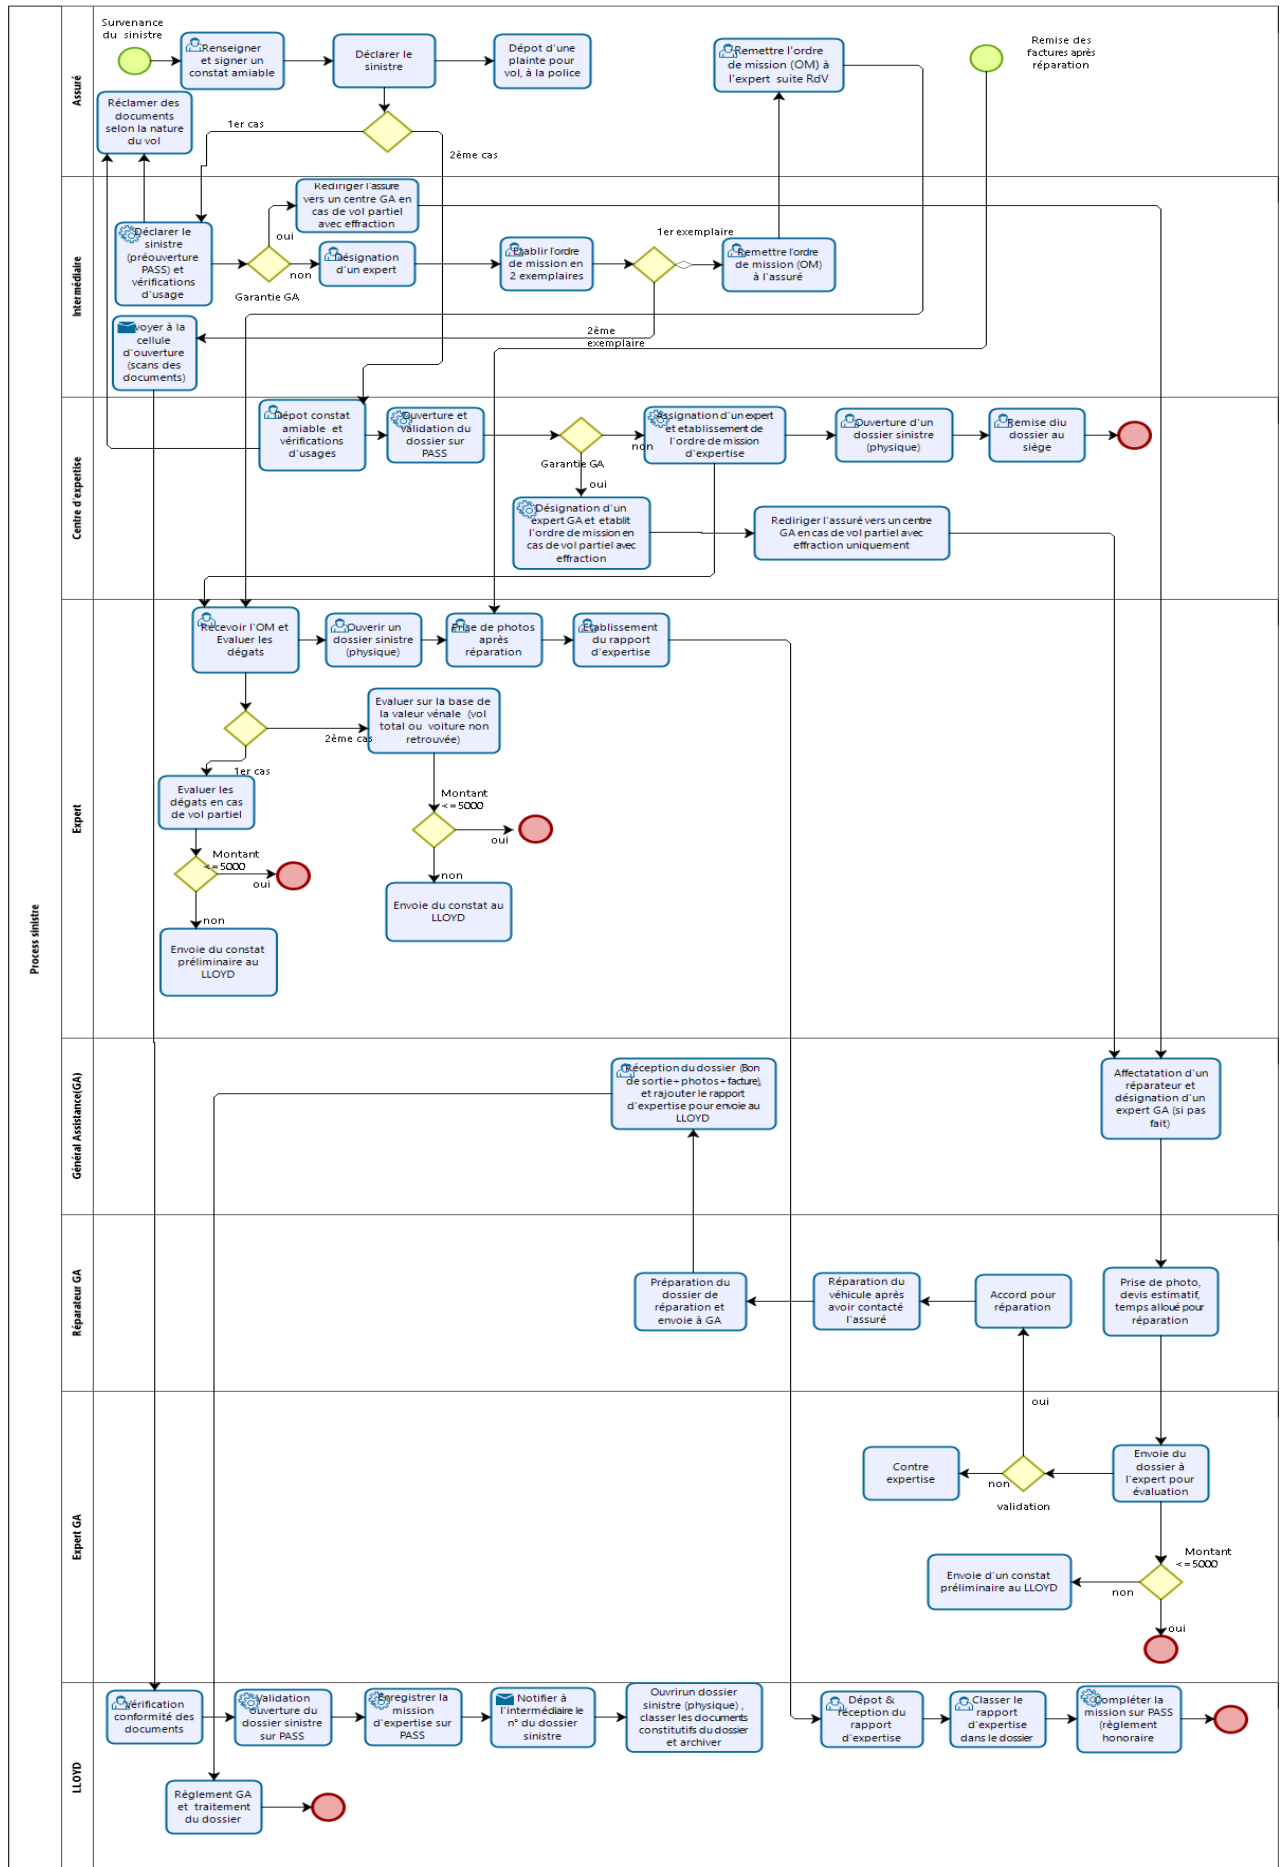 Process sinistre
Assuré
Survenance
du sinistre
Renseigner
et signer un
constat amiable
Déclarer le
sinistre
Dépot d'une
plainte pour
vol, à la police
Remettre l'ordre
de mission (OM) à
l'expert suite RdV
Remise des
factures après
réparation
Réclamer des
documents
selon la nature
du vol
1er cas
2ème cas
Intermédiaire
Rediriger l'assure
vers un centre GA en
cas de vol partiel
avec effraction
Déclarer le
sinistre
(préouverture
PASS) et
vérifications
d'usage
oui
non
Garantie GA
Désignation
d'un expert
Etablir l'ordre
de mission en
2 exemplaires
1er exemplaire
Remettre l'ordre
de mission (OM)
à l'assuré
2ème
exemplaire
voyer à la
cellule
d'ouverture
(scans des
documents)
Centre d'expertise
Dépot constat
amiable et
vérifications
d'usages
Ouverture et
validation du
dossier sur
PASS
Garantie GA
non
oui
Assignation d'un expert
et etablissement de
l'ordre de mission
d'expertise
Ouverture d'un
dossier sinistre
(physique)
Remise diu
dossier au
siège
Désignation d'un
expert GA et etablit
l'ordre de mission en
cas de vol partiel avec
effraction
Rediriger l'assuré vers un centre
GA en cas de vol partiel avec
effraction uniquement
Expert
Recevoir l'OM et
Evaluer les
dégats
Ouverir un
dossier sinistre
(physique)
Prise de photos
après
réparation
Etablissement
du rapport
d'expertise
2ème cas
Evaluer sur la base de
la valeur vénale (vol
total ou voiture non
retrouvée)
1er cas
Evaluer les
dégats en cas
de vol partiel
Montant
<=5000
oui
non
Envoie du constat
préliminaire au
LLOYD
Montant
<=5000
oui
non
Envoie du constat au
LLOYD
Général Assistance(GA)
Réception du dossier (Bon
de sortie+photos+facture),
et rajouter le rapport
d'expertise pour envoie au
LLOYD
Affectatation d'un
réparateur et
désignation d'un
expert GA (si pas
fait)
Réparateur GA
Préparation du
dossier de
réparation et
envoie à GA
Réparation du
véhicule après
avoir contacté
l'assuré
Accord pour
réparation
Prise de photo,
devis estimatif,
temps alloué pour
réparation
Expert GA
oui
Contre
expertise
non
validation
Envoie du
dossier à
l'expert pour
évaluation
Montant
<=5000
Envoie d'un constat
préliminaire au LLOYD
non
oui
LLOYD
Vérification
conformité des
documents
Validation
ouverture du
dossier sinistre
sur PASS
Enregistrer la
mission
d'expertise sur
PASS
Notifier à
l'intermédiaire le
n° du dossier
sinistre
Ouvrirun dossier
sinistre (physique) ,
classer les documents
constitutifs du dossier
et archiver
Dépot &
réception du
rapport
d'expertise
Classer le
rapport
d'expertise
dans le dossier
Compléter la
mission sur PASS
(règlement
honoraire
Règlement GA
et traitement
du dossier